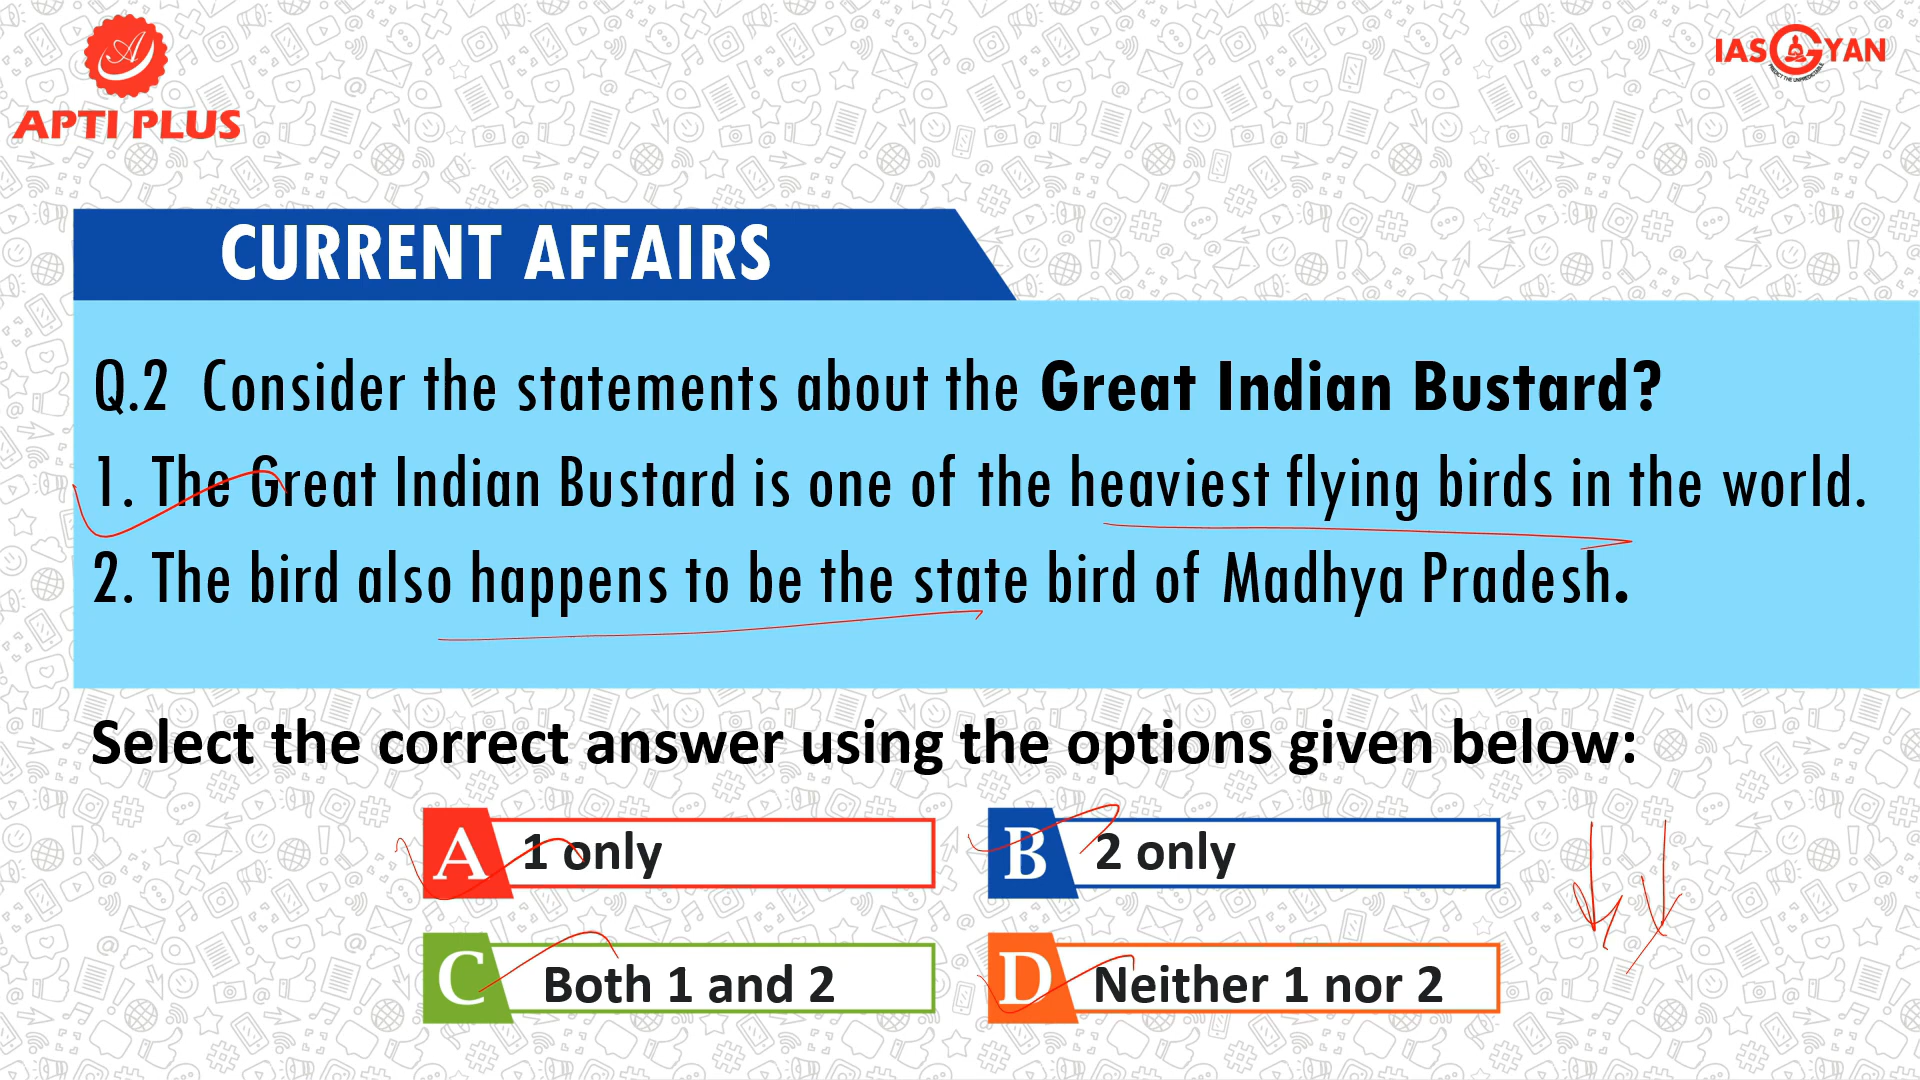 APTI PLUS
IAS GYAN
PREDICT THE UNPREDICTABLE
CURRENT AFFAIRS
Q.2 Consider the statements about the Great Indian Bustard?
1. The Great Indian Bustard is one of the heaviest flying birds in the world.
2. The bird also happens to be the state bird of Madhya Pradesh.
Select the correct answer using the options given below:
A 1 only
B 2 only
C Both 1 and 2
D Neither 1 nor 2